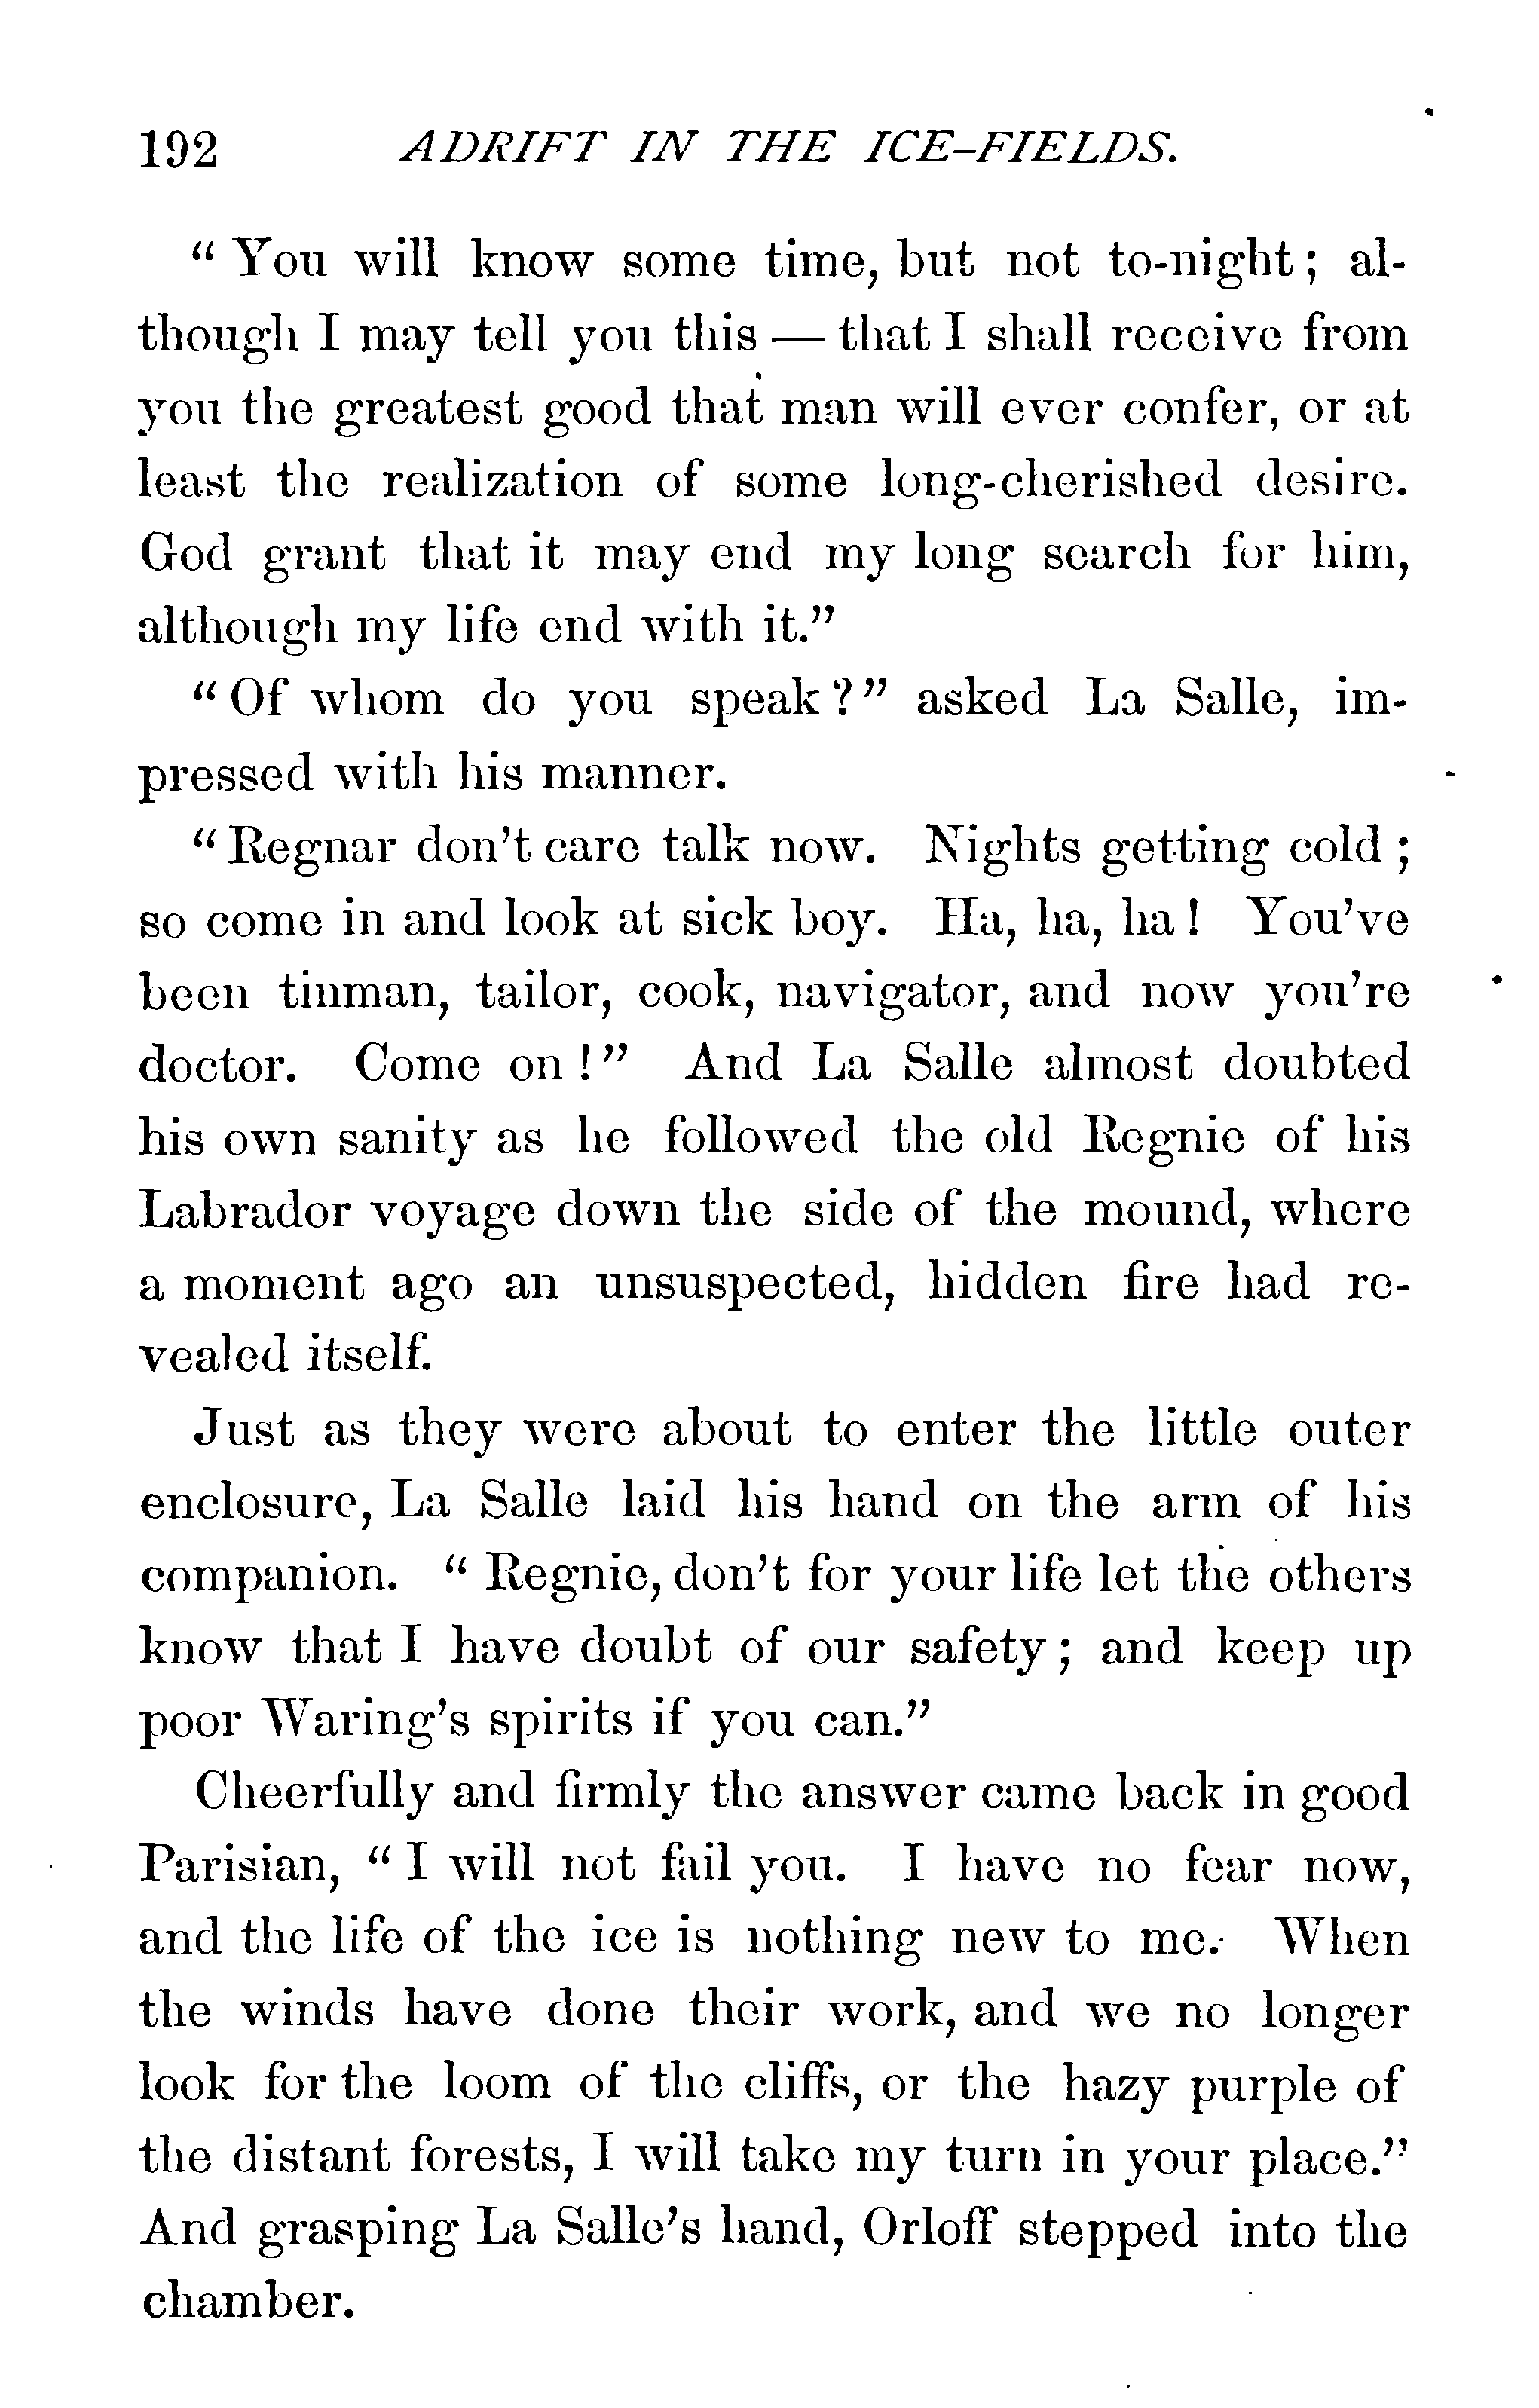 192 ADRIFT IN THE ICE-FIELDS.
" You will know some time, but not to-night; al-
though I may tell you this — that I shall receive from
you the greatest good that man will ever confer, or at
least the realization of some long-cherished desire.
God grant that it may end my long search for him,
although my life end with it."
" Of whom do you speak?" asked La Salle, im-
pressed with his manner.
" Regnar don't care talk now. Nights getting cold ;
so come in and look at sick boy. Ha, ha, ha! You've
been tinman, tailor, cook, navigator, and now you're
doctor. Come on!" And La Salle almost doubted
his own sanity as he followed the old Regnie of his
Labrador voyage down the side of the mound, where
a moment ago an unsuspected, hidden fire had re-
vealed itself.
Just as they were about to enter the little outer
enclosure, La Salle laid his hand on the arm of his
companion. " Regnie, don't for your life let the others
know that I have doubt of our safety; and keep up
poor Waring's spirits if you can."
Cheerfully and firmly the answer came back in good
Parisian, " I will not fail you. I have no fear now,
and the life of the ice is nothing new to me. When
the winds have done their work, and we no longer
look for the loom of the cliffs, or the hazy purple of
the distant forests, I will take my turn in your place."
And grasping La Salle's hand, Orloff stepped into the
chamber.